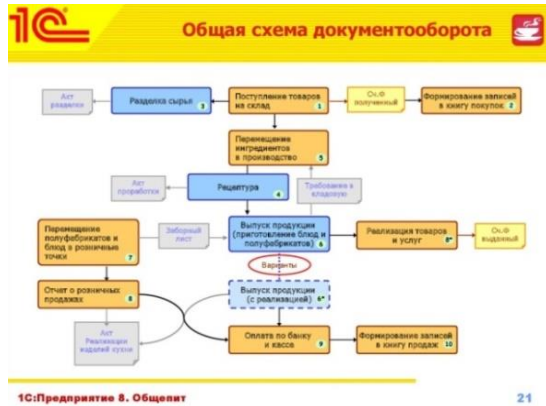 1С
Общая схема документооборота
Акт
разделки
Разделка сырья 3
Поступление товаров
на склад 1
Сч.Ф
полученный
Формирование записей
в книгу покупок 2
Перемещение
ингредиентов
в производство 5
Акт
проработки
Рецептура 4
Требование в
кладовую
Перемещение
полуфабрикатов и
блюд в розничные
точки 7
Заборный
лист
Выпуск продукции
(приготовление блюд и
полуфабрикатов) 6
Реализация товаров
и услуг 8*
Сч.Ф
выданный
Варианты
Отчет о розничных
продажах 8
Выпуск продукции
(с реализацией) 6*
Акт
Реализации
изделий кухни
Оплата по банку
и кассе 9
Формирование записей
в книгу продаж 10
1С:Предприятие 8. Общепит
21